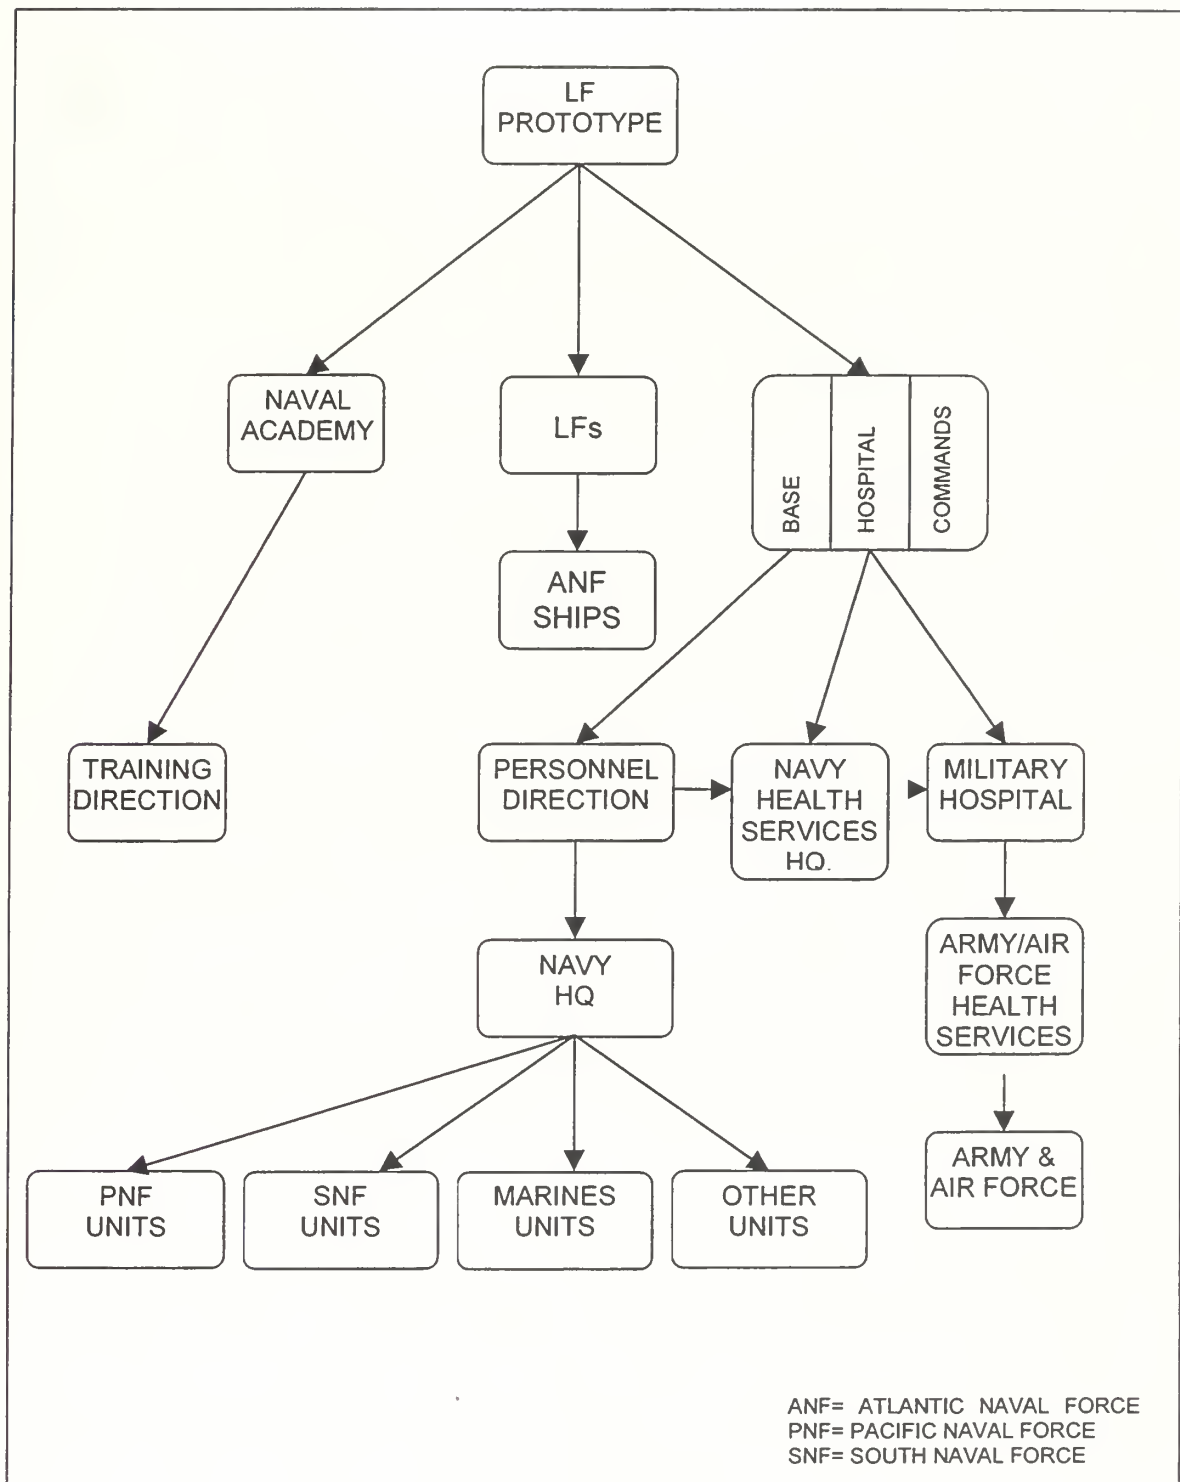 LF
PROTOTYPE
NAVAL
ACADEMY
LFs
BASE
HOSPITAL
COMMANDS
ANF
SHIPS
TRAINING
DIRECTION
PERSONNEL
DIRECTION
NAVY
HEALTH
SERVICES
HQ.
MILITARY
HOSPITAL
NAVY
HQ
ARMY/AIR
FORCE
HEALTH
SERVICES
PNF
UNITS
SNF
UNITS
MARINES
UNITS
OTHER
UNITS
ARMY &
AIR FORCE
ANF= ATLANTIC NAVAL FORCE
PNF= PACIFIC NAVAL FORCE
SNF= SOUTH NAVAL FORCE